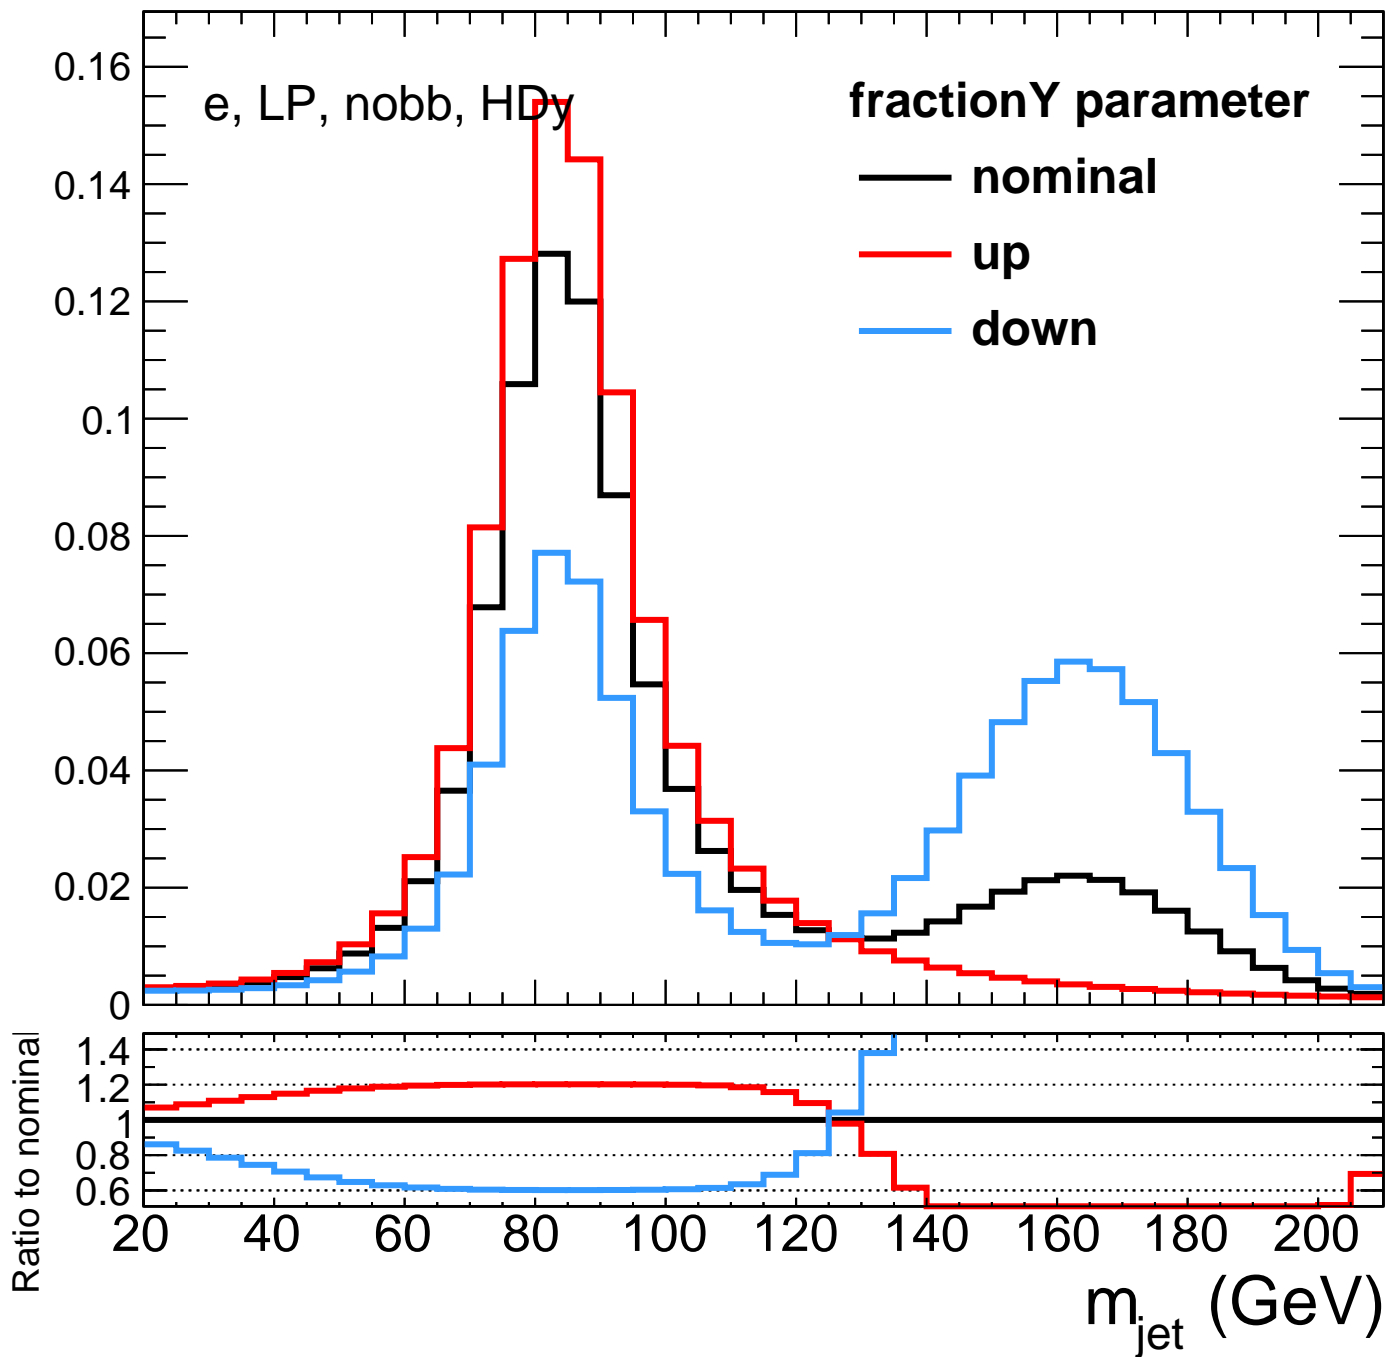 e, LP, nobb, HDy
fractionY parameter
nominal
up
down
0.16
0.14
0.12
0.1
0.08
0.06
0.04
0.02
0
Ratio to nominal
1.4
1.2
1
0.8
0.6
20 40 60 80 100 120 140 160 180 200
m_jet (GeV)